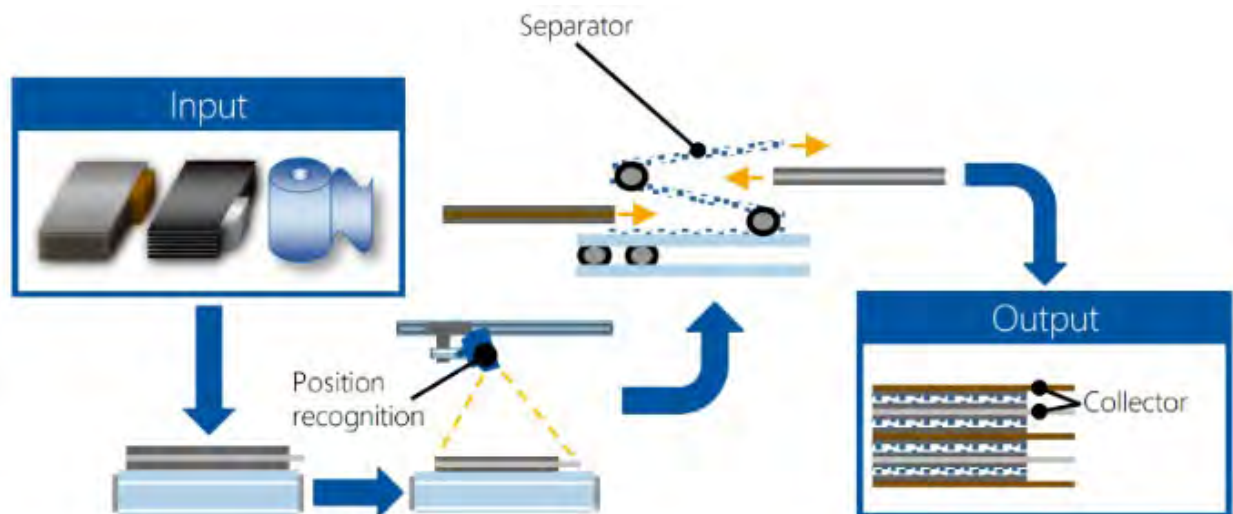 Separator
Input
Position
recognition
Output
Collector